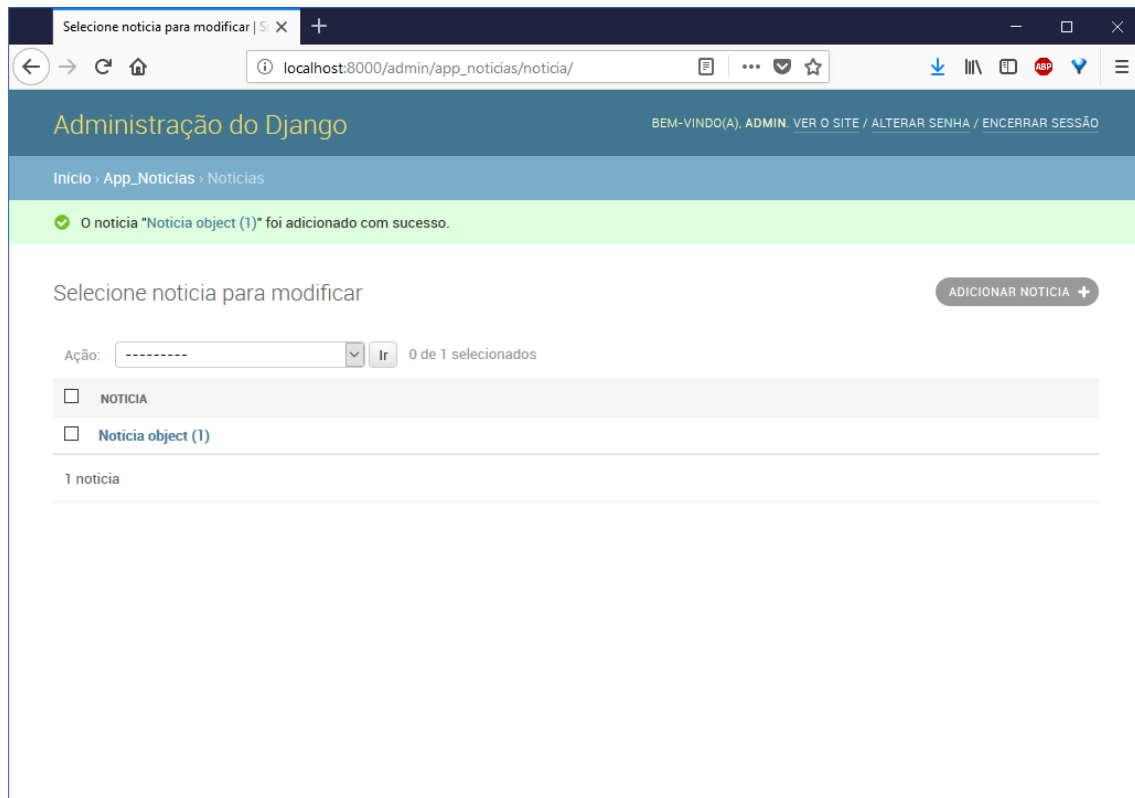 Selecione noticia para modificar | Si
localhost:8000/admin/app_noticias/noticia/
ABP
Administração do Django
BEM-VINDO(A), ADMIN. VER O SITE / ALTERAR SENHA / ENCERRAR SESSÃO
Início › App_Noticias › Noticias
O noticia "Noticia object (1)" foi adicionado com sucesso.
Selecione noticia para modificar
ADICIONAR NOTICIA +
Ação: --------- Ir 0 de 1 selecionados
NOTICIA
Noticia object (1)
1 noticia